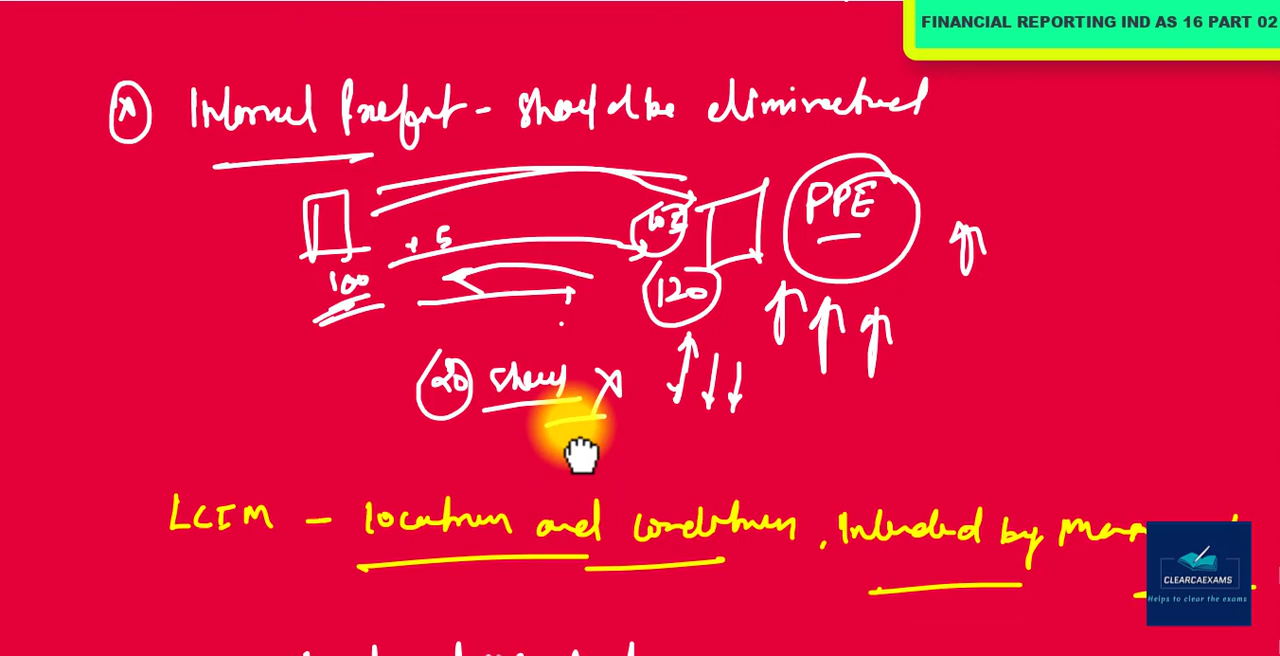 FINANCIAL REPORTING IND AS 16 PART 02
Internal Profit - should be eliminated
PPE
+ 5
100
120
20
LCIM - location and condition, Intended by
CLEARCAEXAMS
Helps to clear the exams